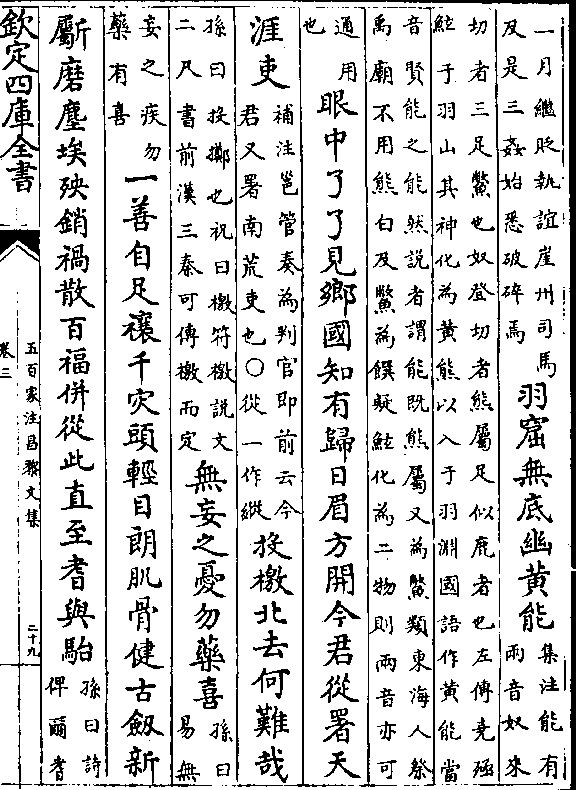 一月繼貶執誼崖州司馬
及是三姦始悉破碎焉
羽窟無底幽黄能
集注能有
兩音奴來
切者三足鱉也奴登切者熊屬足似鹿者也左傳堯殛
鯀于羽山其神化為黄熊以入于羽淵國語作黄能當
音賢能之能然說者謂能既熊屬又為鱉類東海人祭
禹廟不用熊白及鱉為饌疑鯀化為二物則兩音亦可
通用
也
眼中了了見鄉國知有歸日眉方開今君從署天
涯吏
補注邕管奏為判官即前云今
君又署南荒吏也○從一作縱
投檄北去何難哉
孫曰投擲也祝曰檄符檄說文
二尺書前漢三秦可傳檄而定
無妄之憂勿藥喜
孫曰
易無
妄之疾勿
藥有喜
一善自足禳千灾頭輕目朗肌骨健古劒新
斸磨塵埃殃銷禍散百福併從此直至耇與鮐
孫曰詩
俾爾耆
欽定四庫全書
五百家注昌黎文集
卷三
二十九